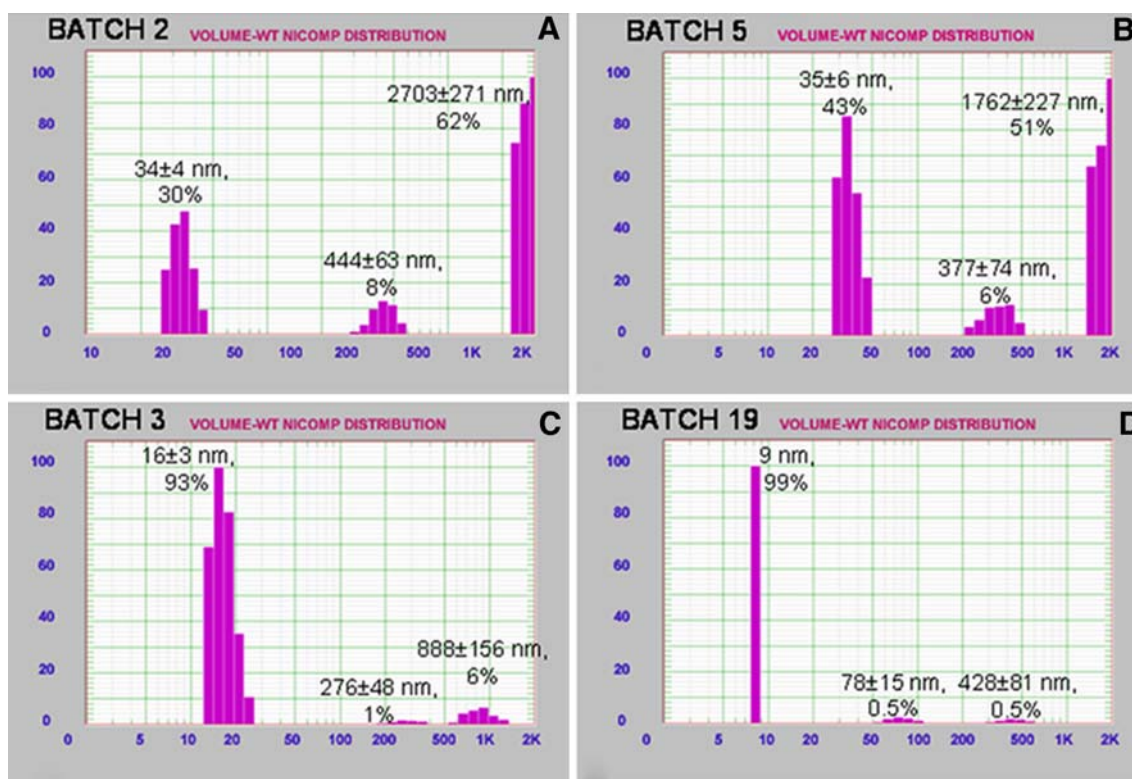 BATCH 2 VOLUME-WT NICOMP DISTRIBUTION A
100
80
60
40
20
0
34±4 nm,
30%
444±63 nm,
8%
2703±271 nm,
62%
10 20 50 100 200 500 1K 2K
BATCH 5 VOLUME-WT NICOMP DISTRIBUTION B
100
80
60
40
20
0
35±6 nm,
43%
377±74 nm,
6%
1762±227 nm,
51%
0 5 10 20 50 100 200 500 1K 2K
BATCH 3 VOLUME-WT NICOMP DISTRIBUTION C
100
80
60
40
20
0
16±3 nm,
93%
276±48 nm,
1%
888±156 nm,
6%
0 5 10 20 50 100 200 500 1K 2K
BATCH 19 VOLUME-WT NICOMP DISTRIBUTION D
100
80
60
40
20
0
9 nm,
99%
78±15 nm,
0.5%
428±81 nm,
0.5%
0 5 10 20 50 100 200 500 1K 2K